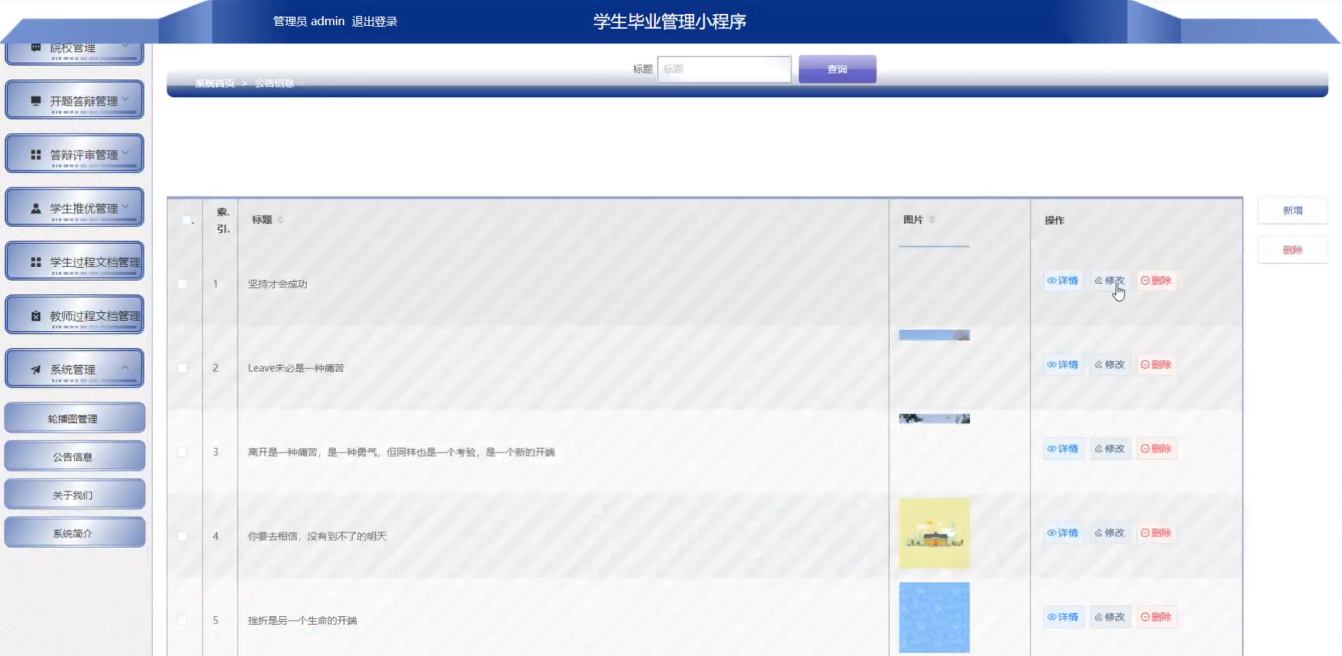 管理员 admin 退出登录
学生毕业管理小程序
院校管理
开题答辩管理
答辩评审管理
学生推优管理
学生过程文档管理
教师过程文档管理
系统管理
轮播图管理
公告信息
关于我们
系统简介
标题 标题 查询
系统首页 > 公告信息
索引. 标题 图片 操作
1 坚持才会成功 详情 修改 删除
2 Leave未必是一种痛苦 详情 修改 删除
3 离开是一种痛苦，是一种勇气，但同样也是一个考验，是一个新的开端 详情 修改 删除
4 你要去相信，没有到不了的明天 详情 修改 删除
5 挫折是另一个生命的开端 详情 修改 删除
新增
删除